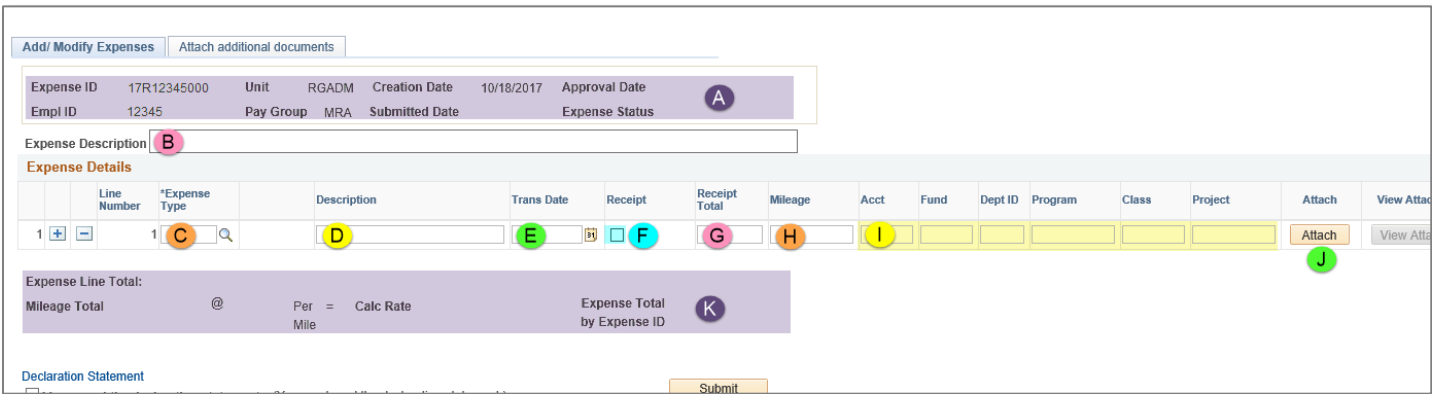 Add/ Modify Expenses Attach additional documents
Expense ID 17R12345000 Unit RGADM Creation Date 10/18/2017 Approval Date
A
Empl ID 12345 Pay Group MRA Submitted Date Expense Status
Expense Description B
Expense Details
Line Number *Expense Type Description Trans Date Receipt Receipt Total Mileage Acct Fund Dept ID Program Class Project Attach
1 + - 1 C D E 31 F G H I Attach
J
Expense Line Total:
Mileage Total @ Per Mile = Calc Rate Expense Total by Expense ID K
Declaration Statement
Submit